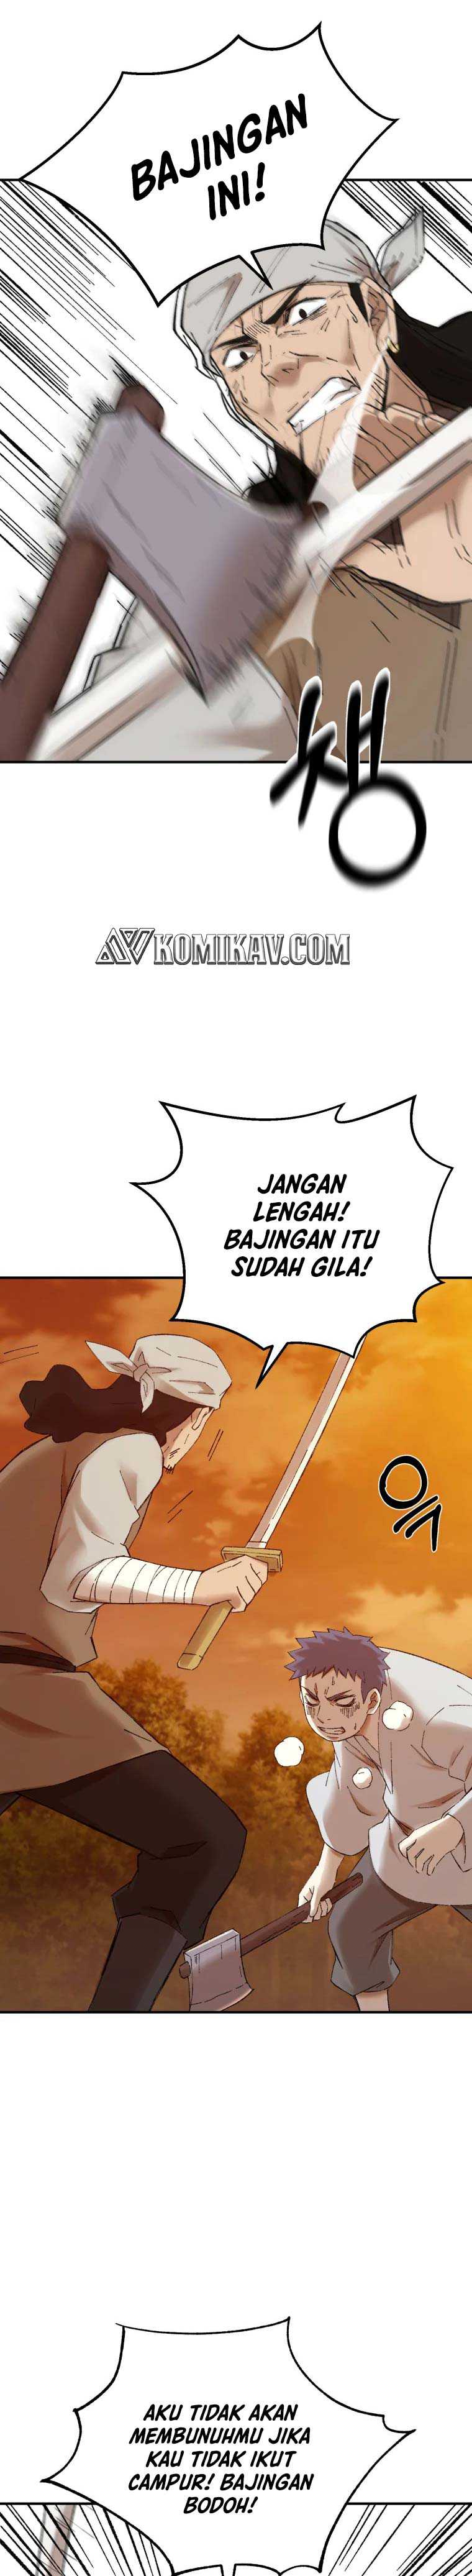 BAJINGAN
INI!
챙
KOMIKAV.COM
JANGAN
LENGAH!
BAJINGAN ITU
SUDAH GILA!
으
AKU TIDAK AKAN
MEMBUNUHMU JIKA
KAU TIDAK IKUT
CAMPUR! BAJINGAN
BODOH!